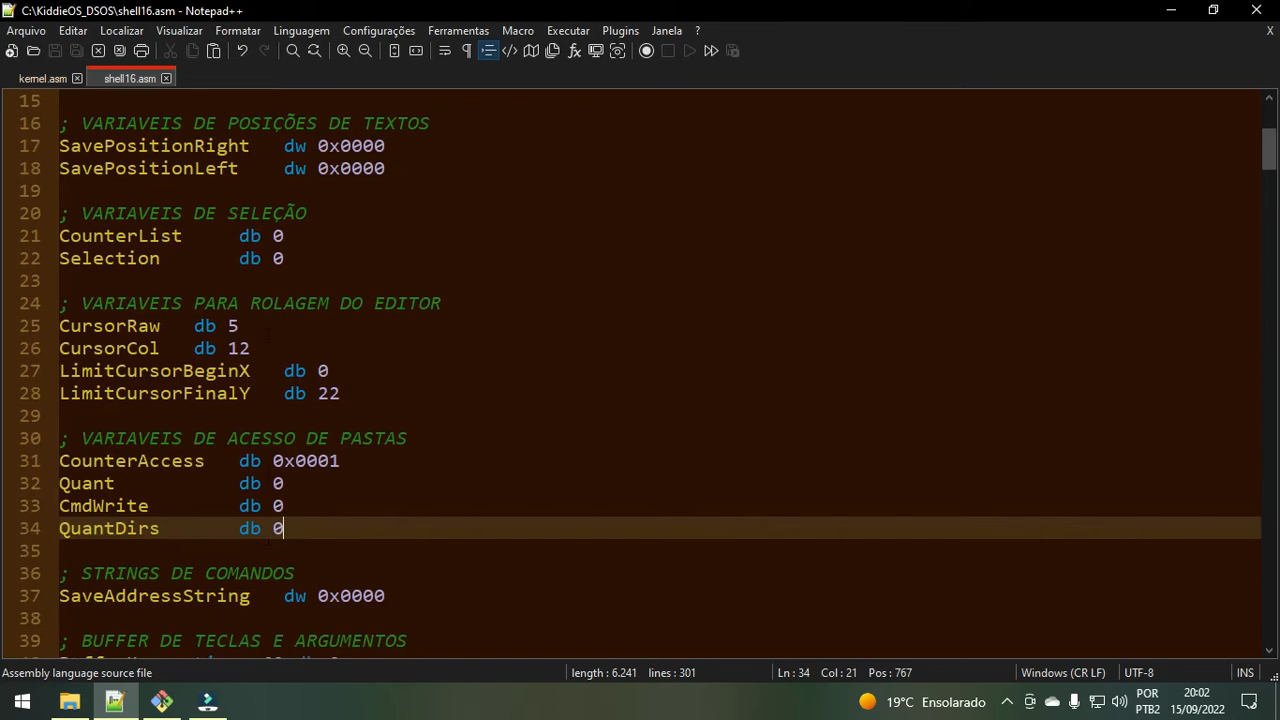 C:\KiddieOS_DSOS\shell16.asm - Notepad++
Arquivo Editar Localizar Visualizar Formatar Linguagem Configurações Ferramentas Macro Executar Plugins Janela ? X
kernel.asm shell16.asm
15
16 ; VARIAVEIS DE POSIÇÕES DE TEXTOS
17 SavePositionRight dw 0x0000
18 SavePositionLeft dw 0x0000
19
20 ; VARIAVEIS DE SELEÇÃO
21 CounterList db 0
22 Selection db 0
23
24 ; VARIAVEIS PARA ROLAGEM DO EDITOR
25 CursorRaw db 5
26 CursorCol db 12
27 LimitCursorBeginX db 0
28 LimitCursorFinalY db 22
29
30 ; VARIAVEIS DE ACESSO DE PASTAS
31 CounterAccess db 0x0001
32 Quant db 0
33 CmdWrite db 0
34 QuantDirs db 0
35
36 ; STRINGS DE COMANDOS
37 SaveAddressString dw 0x0000
38
39 ; BUFFER DE TECLAS E ARGUMENTOS
Assembly language source file length : 6.241 lines : 301 Ln : 34 Col : 21 Pos : 767 Windows (CR LF) UTF-8 INS
19°C Ensolarado POR 20:02
PTB2 15/09/2022